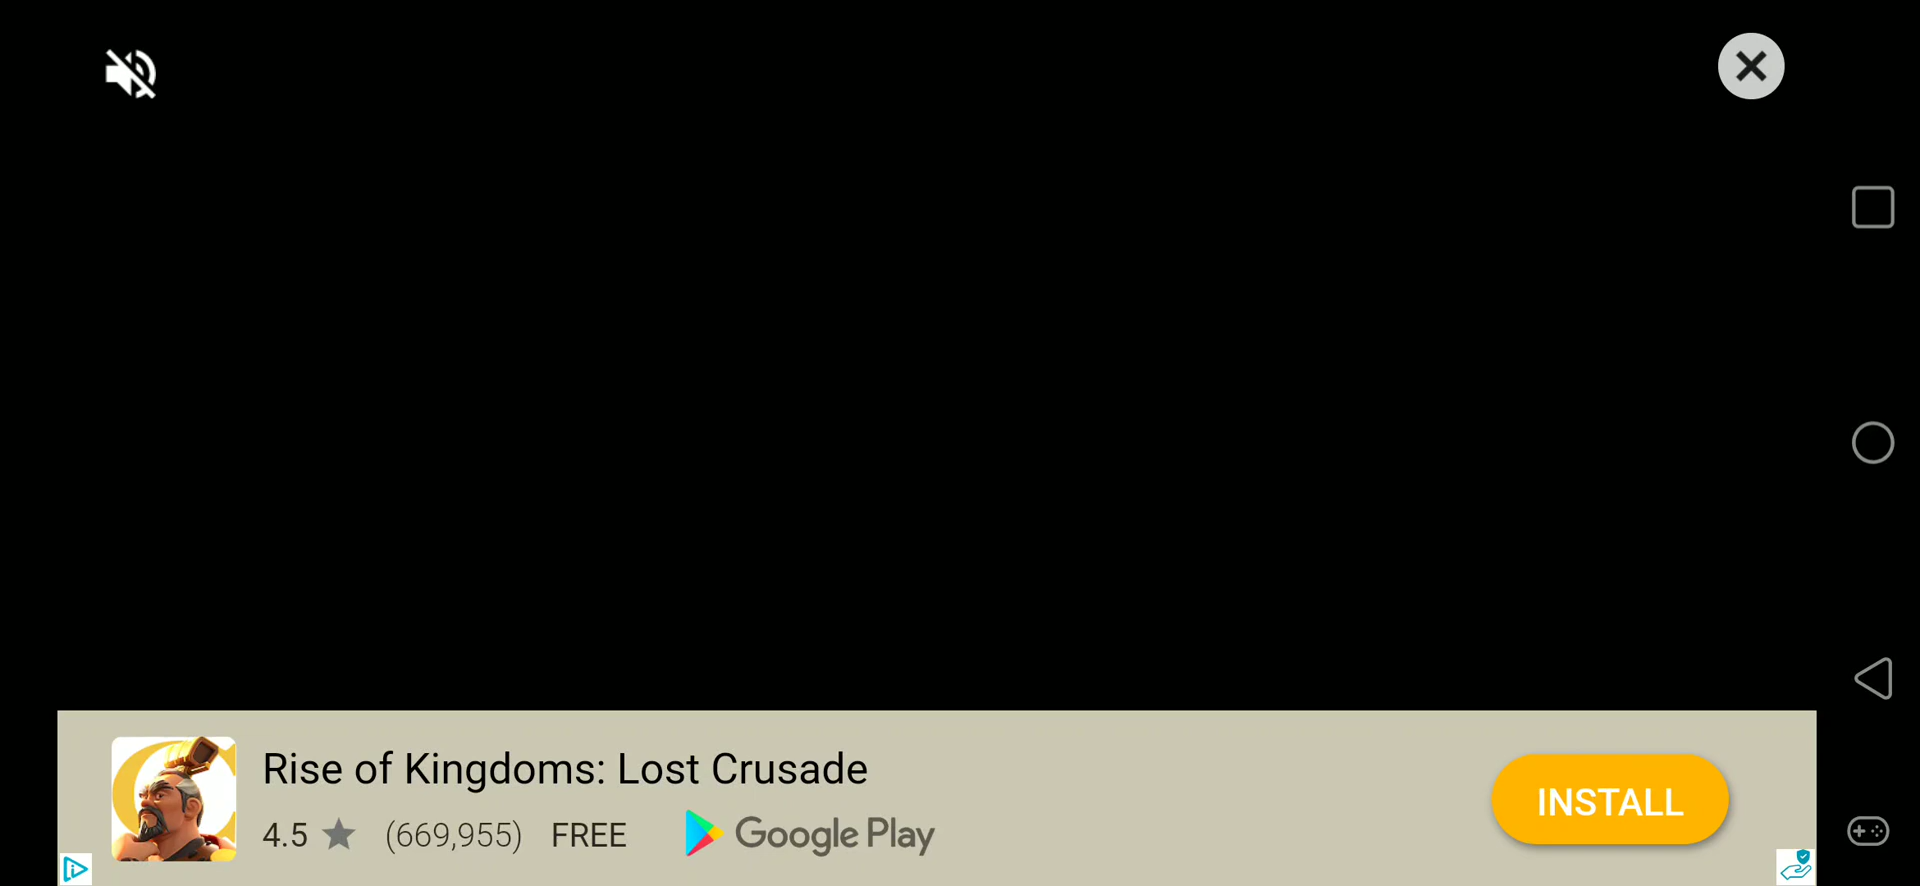 Rise of Kingdoms: Lost Crusade
4.5 ★ (669,955) FREE Google Play
INSTALL